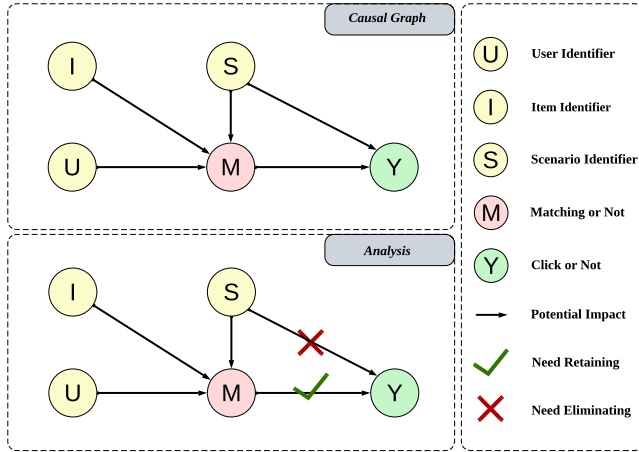 Causal Graph
I
S
U
M
Y
Analysis
I
S
U
M
Y
U User Identifier
I Item Identifier
S Scenario Identifier
M Matching or Not
Y Click or Not
Potential Impact
Need Retaining
Need Eliminating